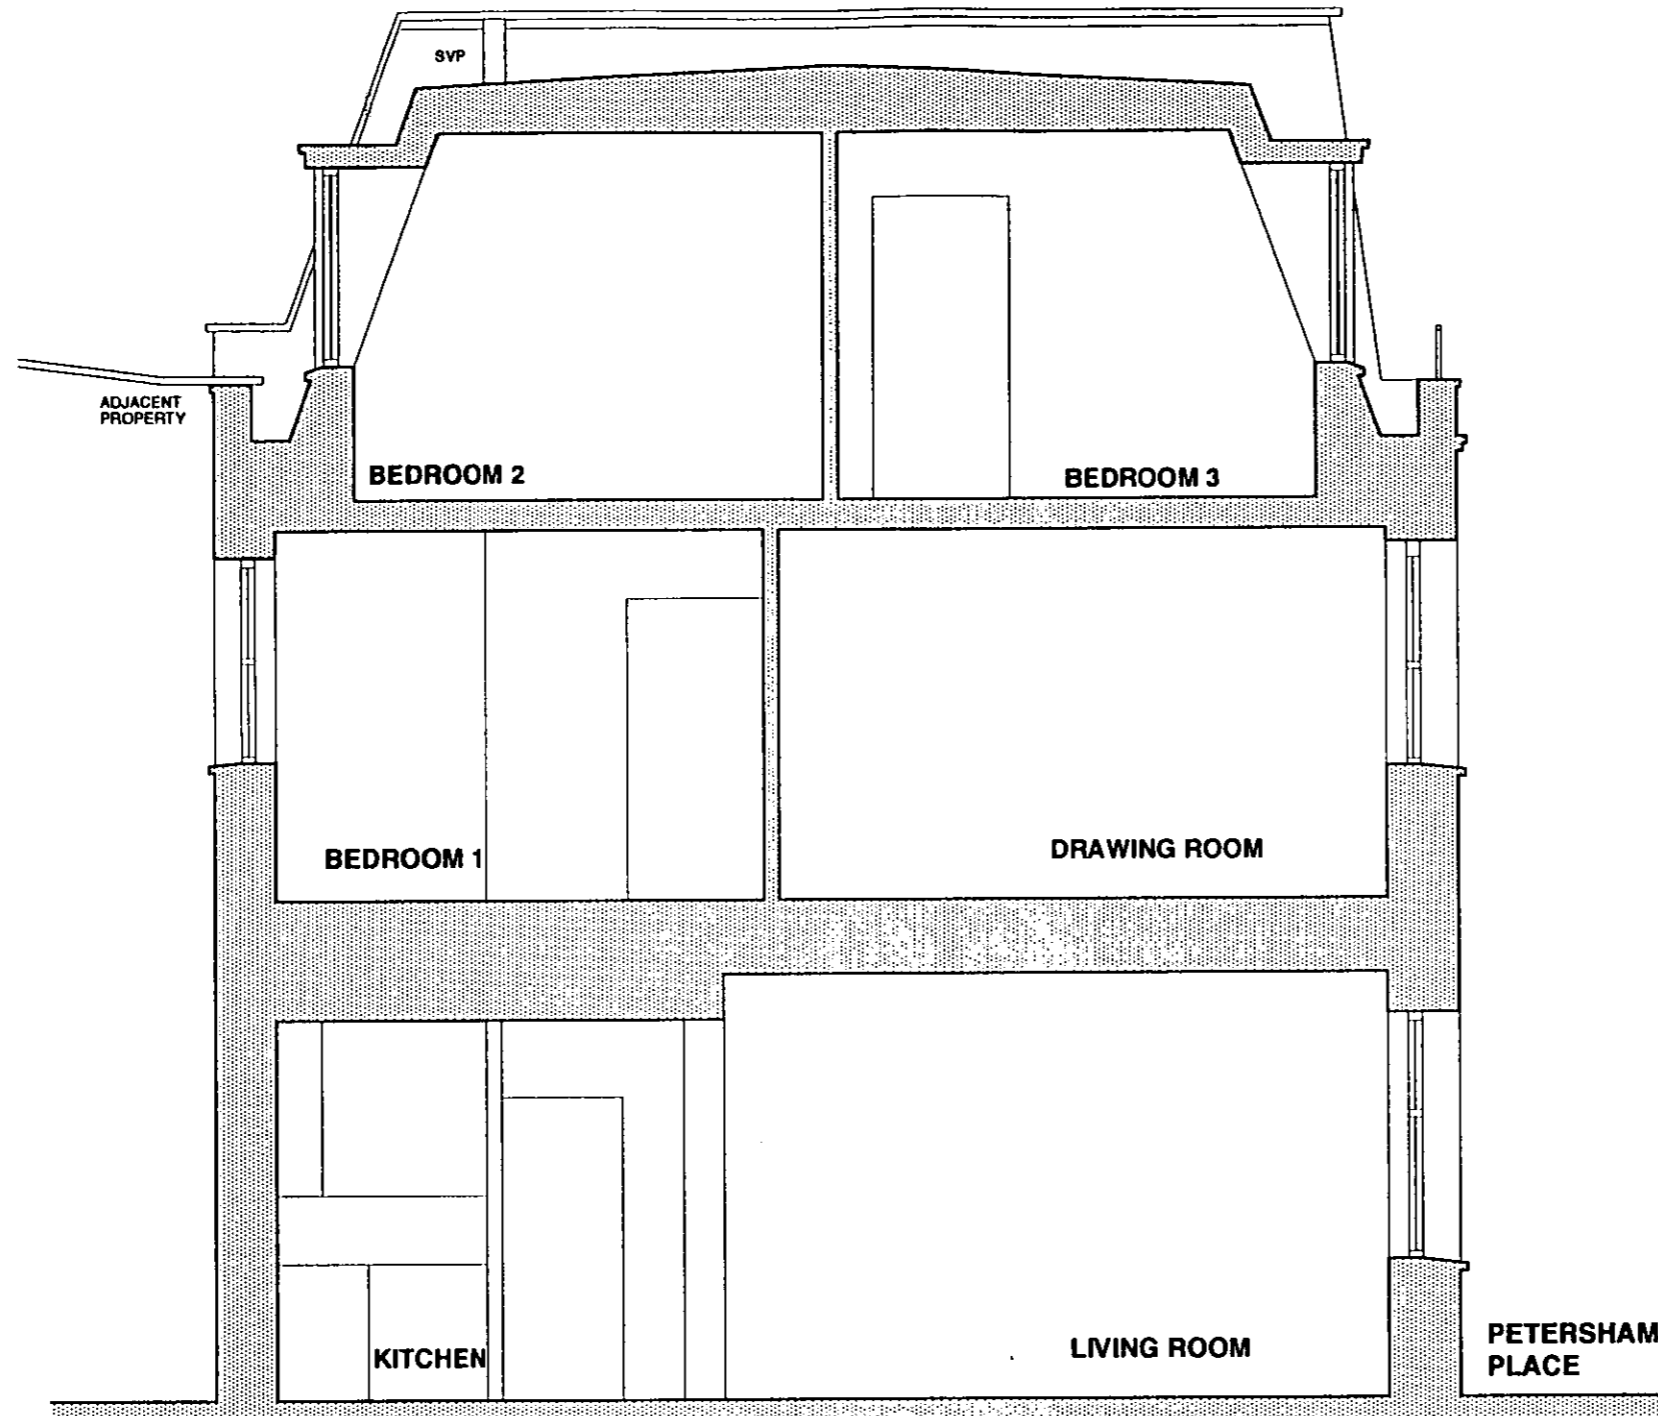 SVP
ADJACENT
PROPERTY
BEDROOM 2
BEDROOM 3
BEDROOM 1
DRAWING ROOM
KITCHEN
LIVING ROOM
PETERSHAM
PLACE